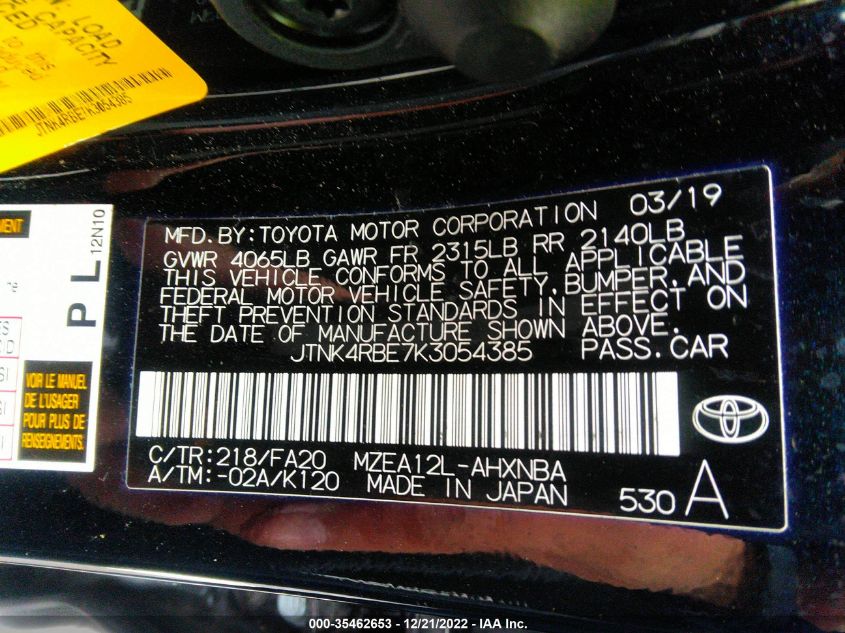 LOAD
CAPACITY
JTNK4RBE7K3054385
12N10
P L
VOIR LE MANUEL
DE L'USAGER
POUR PLUS DE
RENSEIGNEMENTS.
MFD. BY: TOYOTA MOTOR CORPORATION 03/19
GVWR 4065LB GAWR FR 2315LB RR 2140LB
THIS VEHICLE CONFORMS TO ALL APPLICABLE
FEDERAL MOTOR VEHICLE SAFETY, BUMPER, AND
THEFT PREVENTION STANDARDS IN EFFECT ON
THE DATE OF MANUFACTURE SHOWN ABOVE.
JTNK4RBE7K3054385 PASS. CAR
C/TR: 218/FA20 MZEA12L-AHXNBA
A/TM: -02A/K120 MADE IN JAPAN
530 A
000-35462653 - 12/21/2022 - IAA Inc.